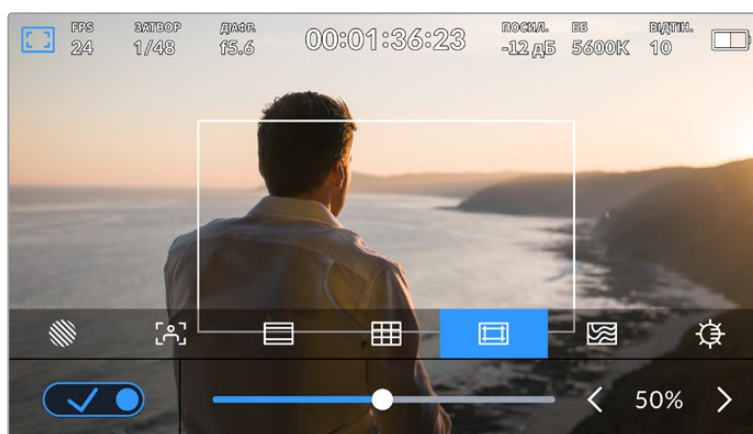 FPS ЗАТВОР ДІАФР. 00:01:36:23 ПОСИЛ. ББ ВІДТІН.
24 1/48 f5.6 -12 дБ 5600K 10
50%